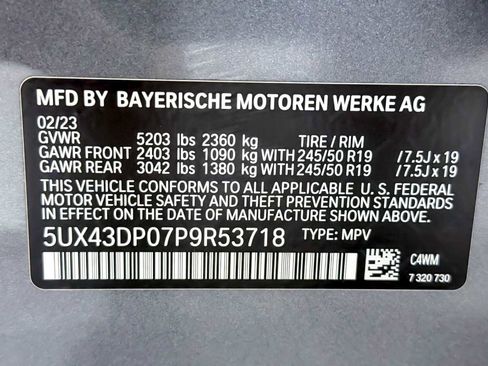 MFD BY BAYERISCHE MOTOREN WERKE AG
02/23
GVWR 5203 lbs 2360 kg TIRE / RIM
GAWR FRONT 2403 lbs 1090 kg WITH 245/50 R19 / 7.5J x 19
GAWR REAR 3042 lbs 1380 kg WITH 245/50 R19 / 7.5J x 19
THIS VEHICLE CONFORMS TO ALL APPLICABLE U. S. FEDERAL
MOTOR VEHICLE SAFETY, BUMPER, AND THEFT PREVENTION
STANDARDS IN EFFECT ON THE DATE OF MANUFACTURE SHOWN ABOVE.
5UX43DP07P9R53718 TYPE: MPV
C4WM
7 320 730